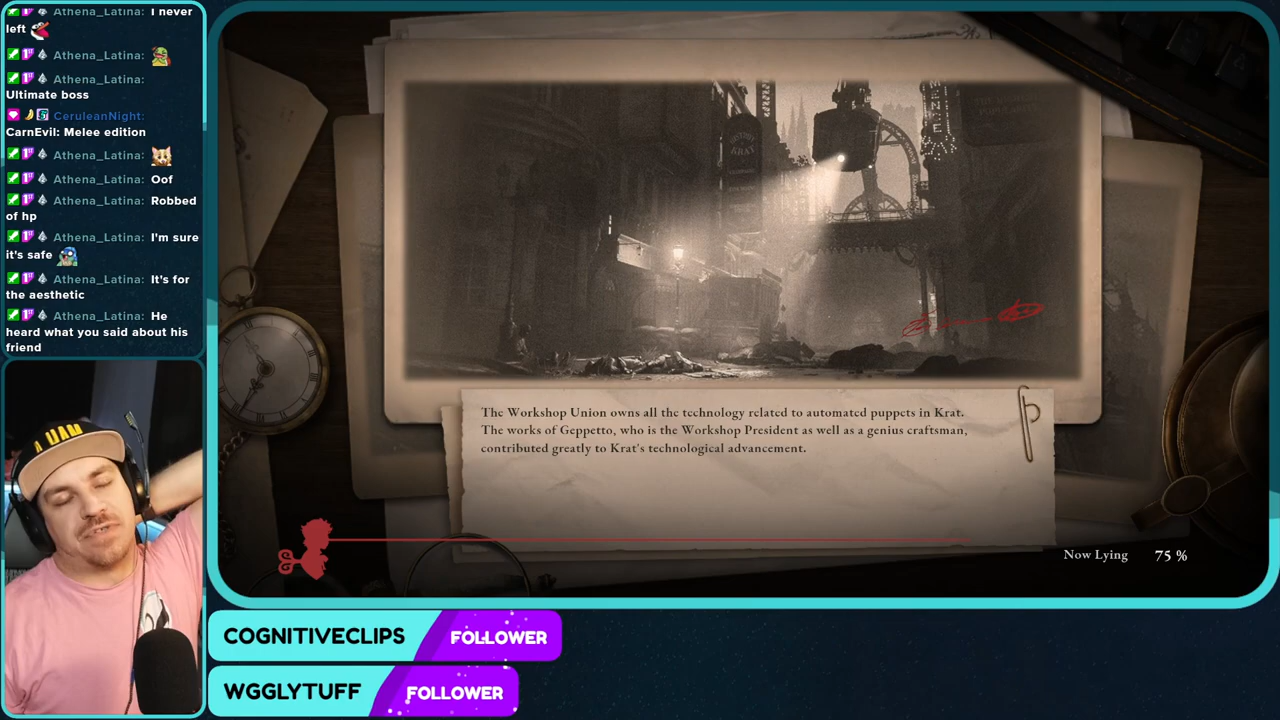 Athena_Latina: I never
left
Athena_Latina:
Athena_Latina:
Ultimate boss
CeruleanNight:
CarnEvil: Melee edition
Athena_Latina:
Athena_Latina: Oof
Athena_Latina: Robbed
of hp
Athena_Latina: I'm sure
it's safe
Athena_Latina: It's for
the aesthetic
Athena_Latina: He
heard what you said about his
friend
KRAT
The Workshop Union owns all the technology related to automated puppets in Krat.
The works of Geppetto, who is the Workshop President as well as a genius craftsman,
contributed greatly to Krat's technological advancement.
Now Lying 75 %
COGNITIVECLIPS FOLLOWER
WGGLYTUFF FOLLOWER